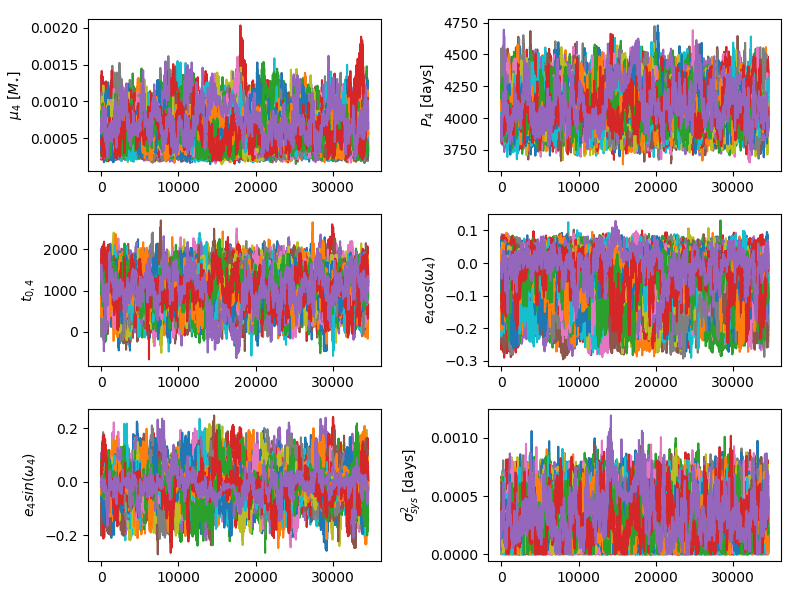 μ₄ [M⋆]
0.0020
0.0015
0.0010
0.0005
0 10000 20000 30000
P₄ [days]
4750
4500
4250
4000
3750
0 10000 20000 30000
t₀,₄
2000
1000
0
0 10000 20000 30000
e₄cos(ω₄)
0.1
0.0
−0.1
−0.2
−0.3
0 10000 20000 30000
e₄sin(ω₄)
0.2
0.0
−0.2
0 10000 20000 30000
σ²Sys [days]
0.0010
0.0005
0.0000
0 10000 20000 30000